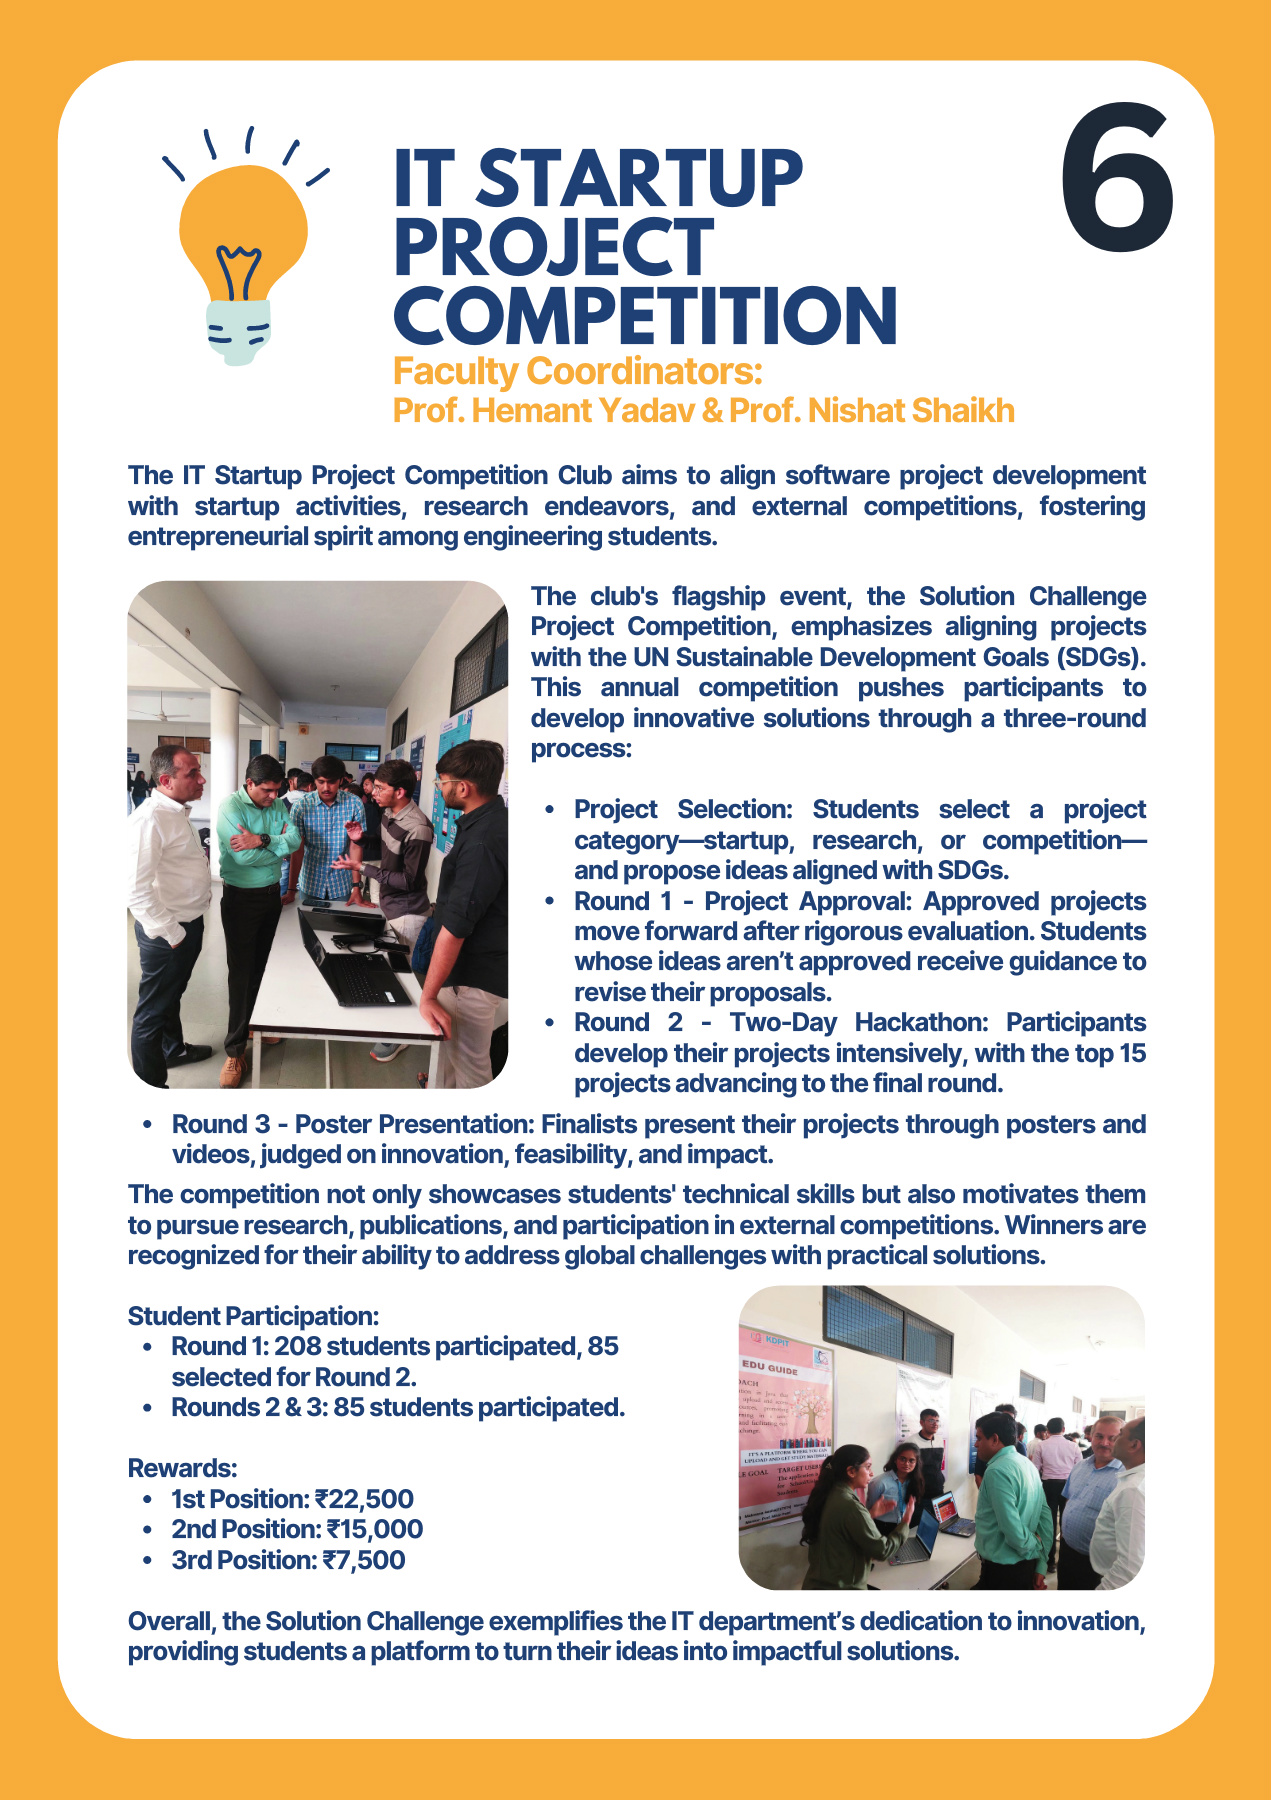 6
IT STARTUP
PROJECT
COMPETITION
Faculty Coordinators:
Prof. Hemant Yadav & Prof. Nishat Shaikh
The IT Startup Project Competition Club aims to align software project development
with startup activities, research endeavors, and external competitions, fostering
entrepreneurial spirit among engineering students.
The club's flagship event, the Solution Challenge
Project Competition, emphasizes aligning projects
with the UN Sustainable Development Goals (SDGs).
This annual competition pushes participants to
develop innovative solutions through a three-round
process:
• Project Selection: Students select a project
category—startup, research, or competition—
and propose ideas aligned with SDGs.
• Round 1 - Project Approval: Approved projects
move forward after rigorous evaluation. Students
whose ideas aren’t approved receive guidance to
revise their proposals.
• Round 2 - Two-Day Hackathon: Participants
develop their projects intensively, with the top 15
projects advancing to the final round.
• Round 3 - Poster Presentation: Finalists present their projects through posters and
videos, judged on innovation, feasibility, and impact.
The competition not only showcases students' technical skills but also motivates them
to pursue research, publications, and participation in external competitions. Winners are
recognized for their ability to address global challenges with practical solutions.
Student Participation:
• Round 1: 208 students participated, 85
selected for Round 2.
• Rounds 2 & 3: 85 students participated.
Rewards:
• 1st Position: ₹22,500
• 2nd Position: ₹15,000
• 3rd Position: ₹7,500
KDPIT
EDU GUIDE
IT'S A PLATFORM WHERE YOU CAN
UPLOAD AND GET STUDY MATERIAL
GOAL TARGET
Overall, the Solution Challenge exemplifies the IT department’s dedication to innovation,
providing students a platform to turn their ideas into impactful solutions.